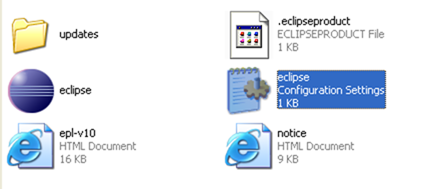 updates
.eclipseproduct
ECLIPSEPRODUCT File
1 KB
eclipse
eclipse
Configuration Settings
1 KB
epl-v10
HTML Document
16 KB
notice
HTML Document
9 KB